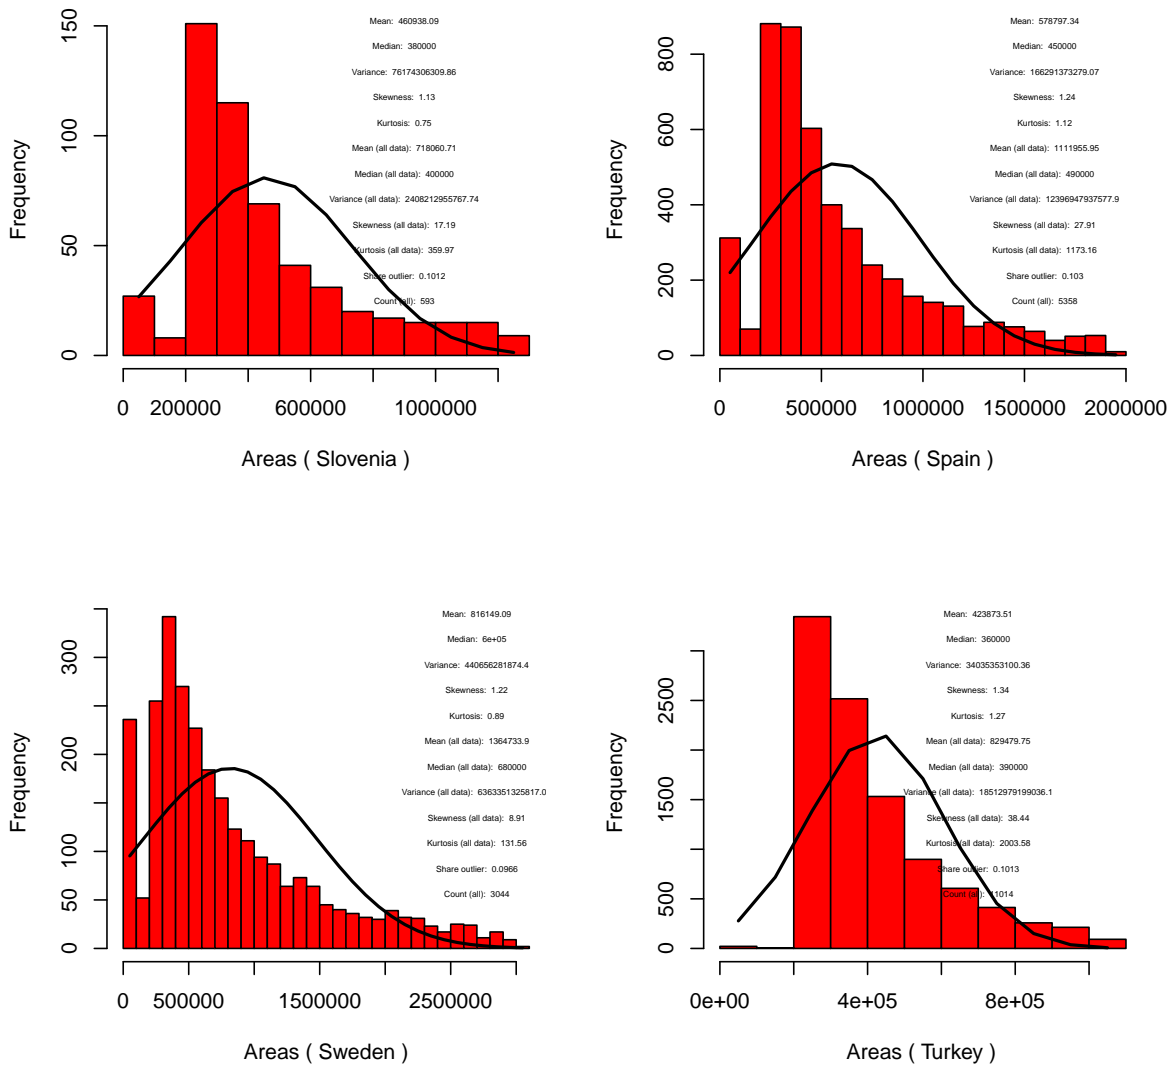 Mean: 460938.09
Median: 380000
Variance: 76174306309.86
Skewness: 1.13
Kurtosis: 0.75
Mean (all data): 718060.71
Median (all data): 400000
Variance (all data): 2408212955767.74
Skewness (all data): 17.19
Kurtosis (all data): 359.97
Share outlier: 0.1012
Count (all): 593
Frequency
0 50 100 150
0 200000 600000 1000000
Areas ( Slovenia )
Mean: 578797.34
Median: 450000
Variance: 166291373279.07
Skewness: 1.24
Kurtosis: 1.12
Mean (all data): 1111955.95
Median (all data): 490000
Variance (all data): 12396947937577.9
Skewness (all data): 27.91
Kurtosis (all data): 1173.16
Share outlier: 0.103
Count (all): 5358
Frequency
0 200 400 600 800
0 500000 1000000 1500000 2000000
Areas ( Spain )
Mean: 816149.09
Median: 6e+05
Variance: 440656281874.4
Skewness: 1.22
Kurtosis: 0.89
Mean (all data): 1364733.9
Median (all data): 680000
Variance (all data): 6363351325817.0
Skewness (all data): 8.91
Kurtosis (all data): 131.56
Share outlier: 0.0966
Count (all): 3044
Frequency
0 50 100 200 300
0 500000 1500000 2500000
Areas ( Sweden )
Mean: 423873.51
Median: 360000
Variance: 34035353100.36
Skewness: 1.34
Kurtosis: 1.27
Mean (all data): 829479.75
Median (all data): 390000
Variance (all data): 18512979199036.1
Skewness (all data): 38.44
Kurtosis (all data): 2003.58
Share outlier: 0.1013
Count (all): 11014
Frequency
0 500 1500 2500
0e+00 4e+05 8e+05
Areas ( Turkey )